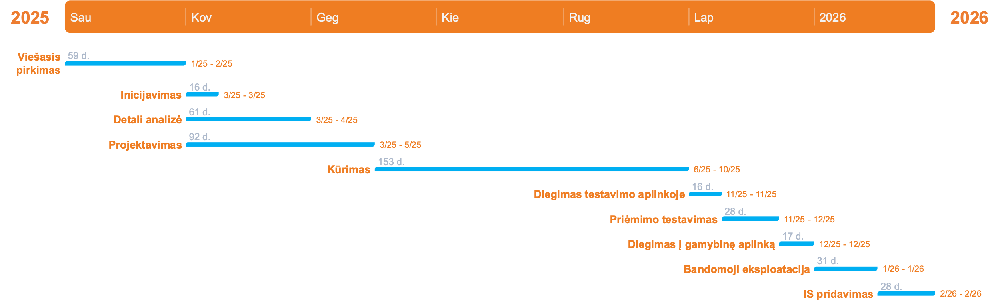 2025
Sau
Kov
Geg
Kie
Rug
Lap
2026
2026
Viešasis
pirkimas
59 d.
1/25 - 2/25
Inicijavimas
16 d.
3/25 - 3/25
Detali analizė
61 d.
3/25 - 4/25
Projektavimas
92 d.
3/25 - 5/25
Kūrimas
153 d.
6/25 - 10/25
Diegimas testavimo aplinkoje
16 d.
11/25 - 11/25
Priėmimo testavimas
28 d.
11/25 - 12/25
Diegimas į gamybinę aplinką
17 d.
12/25 - 12/25
Bandomoji eksploatacija
31 d.
1/26 - 1/26
IS pridavimas
28 d.
2/26 - 2/26